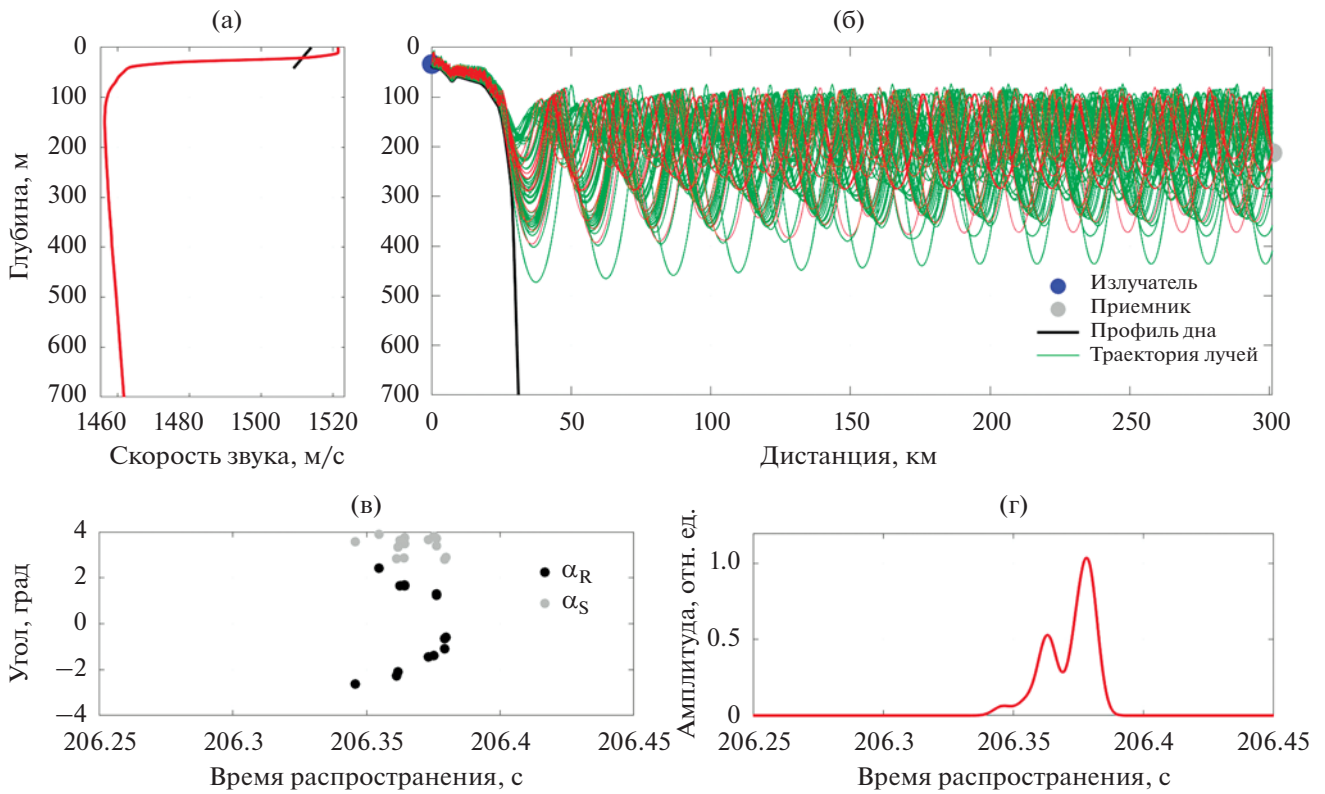 (а)
0
100
200
300
400
500
600
700
Глубина, м
1460
1480
1500
1520
Скорость звука, м/с
(б)
0
100
200
300
400
500
600
700
0
50
100
150
200
250
300
Дистанция, км
Излучатель
Приемник
Профиль дна
Траектория лучей
(в)
4
2
0
−2
−4
Угол, град
αR
αS
206.25
206.3
206.35
206.4
206.45
Время распространения, с
(г)
Амплитуда, отн. ед.
1.0
0.5
0
206.25
206.3
206.35
206.4
206.45
Время распространения, с